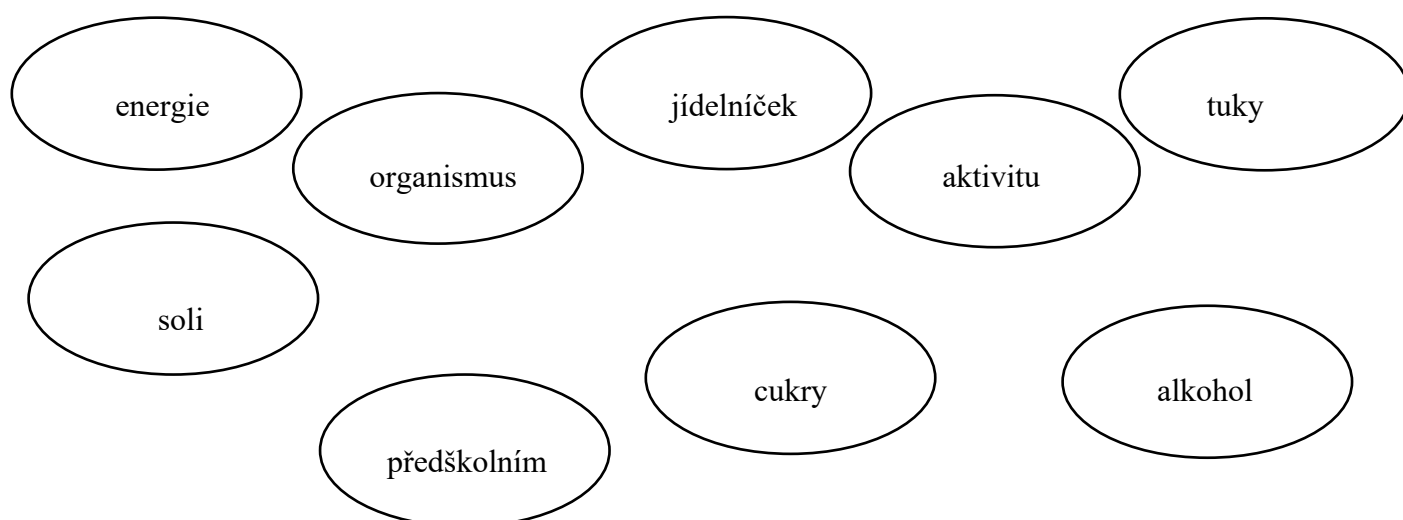 energie
organismus
jídelníček
aktivitu
tuky
soli
předškolním
cukry
alkohol